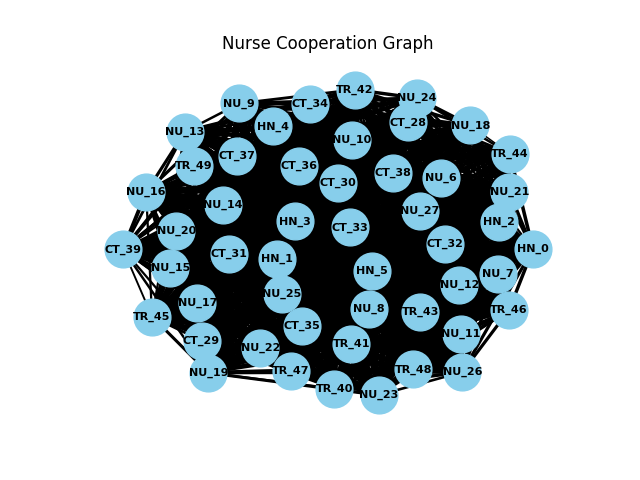 Nurse Cooperation Graph
TR_42
NU_9
CT_34
NU_24
HN_4
CT_28
NU_18
NU_13
NU_10
TR_44
CT_37
TR_49
CT_36
CT_38
NU_6
CT_30
NU_16
NU_21
NU_14
NU_27
HN_3
HN_2
CT_33
NU_20
CT_32
CT_39
HN_0
CT_31
HN_1
NU_15
HN_5
NU_7
NU_12
NU_25
NU_17
NU_8
TR_46
TR_43
TR_45
CT_35
NU_11
CT_29
TR_41
NU_22
TR_48
TR_47
NU_26
NU_19
TR_40
NU_23